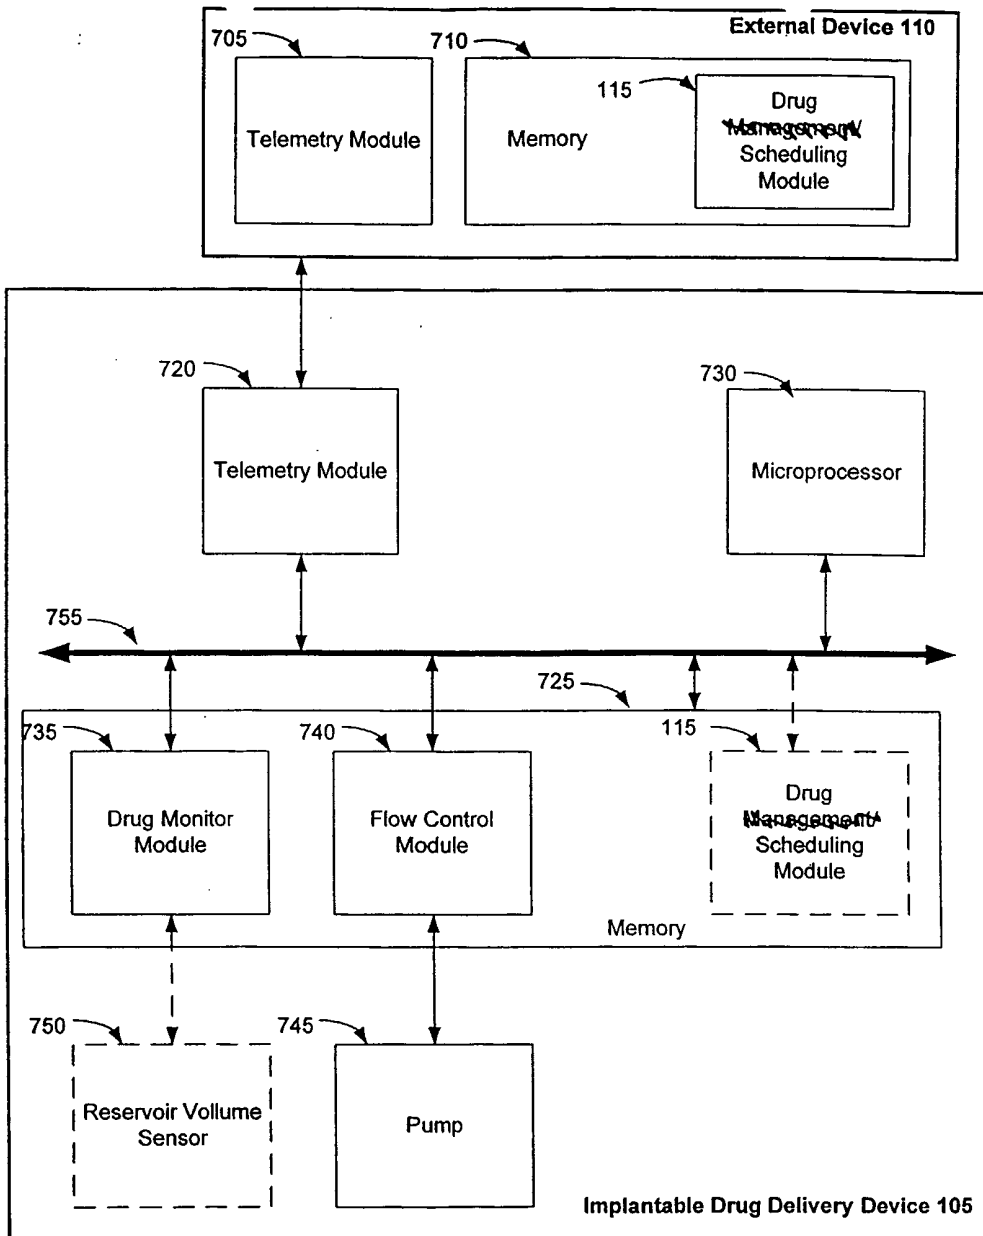 External Device 110
705
710
115
Telemetry Module
Memory
Drug
Management/
Scheduling
Module
720
730
Telemetry Module
Microprocessor
755
725
735
740
115
Drug Monitor
Module
Flow Control
Module
Drug
Management/
Scheduling
Module
Memory
750
745
Reservoir Vollume
Sensor
Pump
Implantable Drug Delivery Device 105